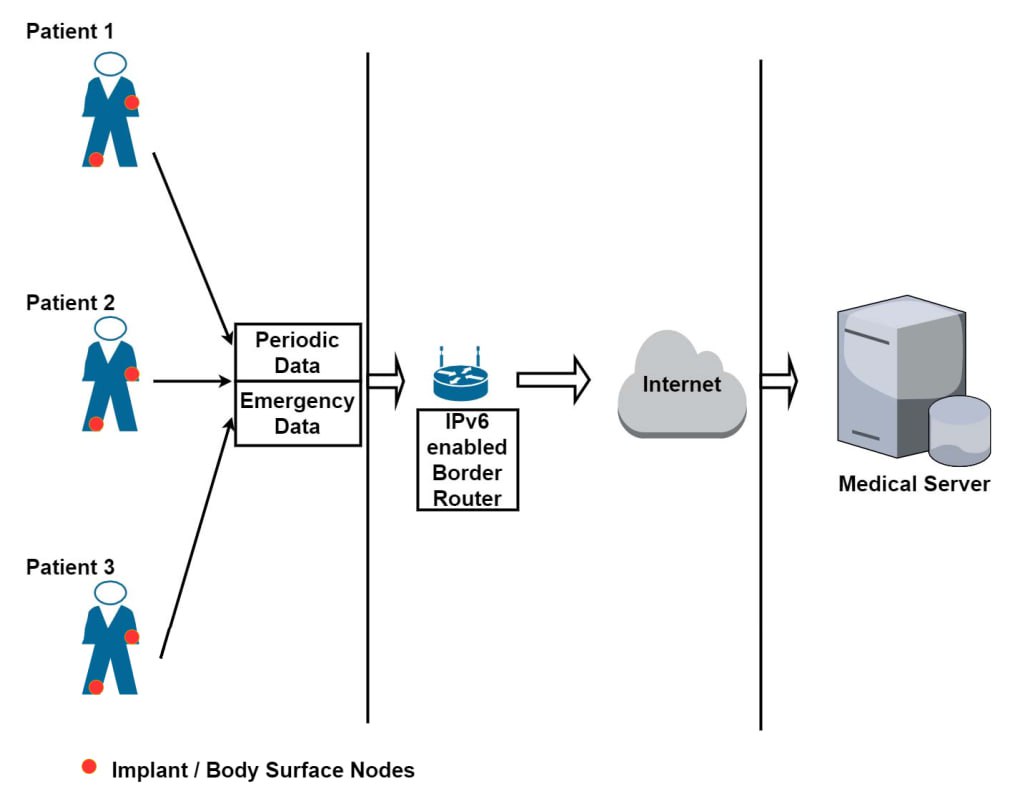 Patient 1
Patient 2
Patient 3
Periodic
Data
Emergency
Data
IPv6
enabled
Border
Router
Internet
Medical Server
Implant / Body Surface Nodes